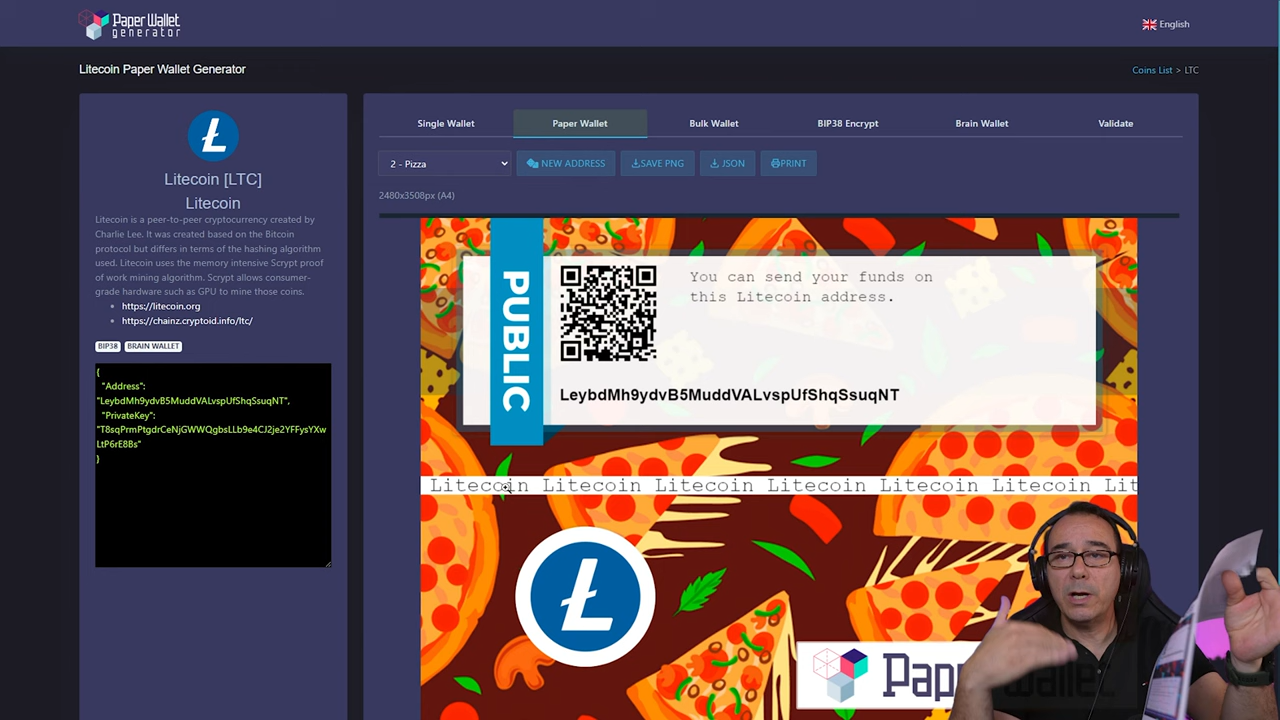 Paper Wallet
generator
English
Litecoin Paper Wallet Generator
Coins List > LTC
Litecoin [LTC]
Litecoin
Litecoin is a peer-to-peer cryptocurrency created by
Charlie Lee. It was created based on the Bitcoin
protocol but differs in terms of the hashing algorithm
used. Litecoin uses the memory intensive Scrypt proof
of work mining algorithm. Scrypt allows consumer-
grade hardware such as GPU to mine those coins.
https://litecoin.org
https://chainz.cryptoid.info/ltc/
BIP38 BRAIN WALLET
{
"Address":
"LeybdMh9ydvB5MuddVALvspUfShqSsuqNT",
"PrivateKey":
"T8sqPrmPtgdrCeNjGWWQgbsLLb9e4CJ2je2YFFysYXw
LtP6rE8Bs"
}
Single Wallet Paper Wallet Bulk Wallet BIP38 Encrypt Brain Wallet Validate
2 - Pizza NEW ADDRESS SAVE PNG JSON PRINT
2480x3508px (A4)
PUBLIC
You can send your funds on
this Litecoin address.
LeybdMh9ydvB5MuddVALvspUfShqSsuqNT
Litecoin Litecoin Litecoin Litecoin Litecoin Litecoin Lit
Ł
Paper Wallet